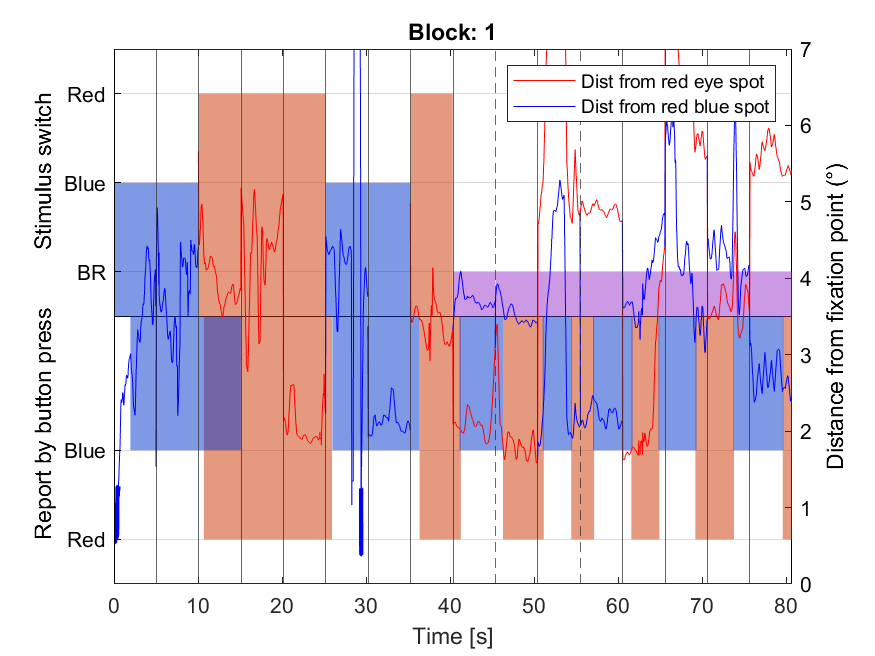 Block: 1
Dist from red eye spot
Dist from red blue spot
Stimulus switch
Report by button press
Red
Blue
BR
Blue
Red
7
6
5
4
3
2
1
0
Distance from fixation point (°)
0 10 20 30 40 50 60 70 80
Time [s]